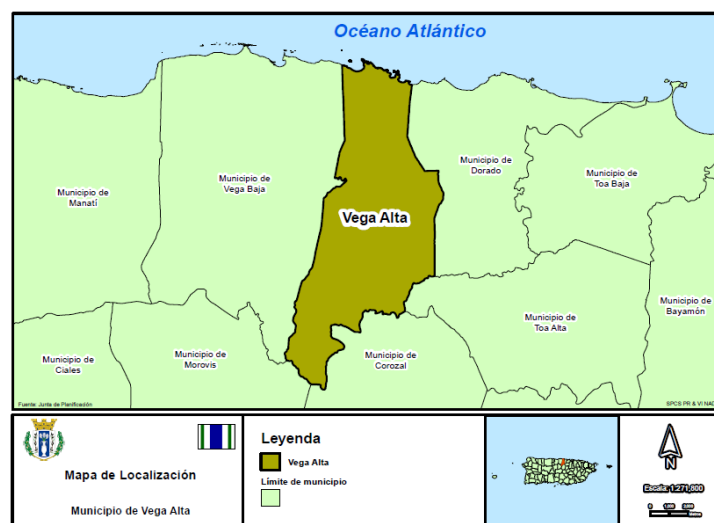 Océano Atlántico
Municipio de
Manatí
Municipio de
Vega Baja
Vega Alta
Municipio de
Dorado
Municipio de
Toa Baja
Municipio de
Bayamón
Municipio de
Toa Alta
Municipio de
Ciales
Municipio de
Morovis
Municipio de
Corozal
Fuente: Junta de Planificación
SPCS PR & VI NAD
Mapa de Localización
Municipio de Vega Alta
Leyenda
Vega Alta
Límite de municipio
N
Escala: 1:271,800
0